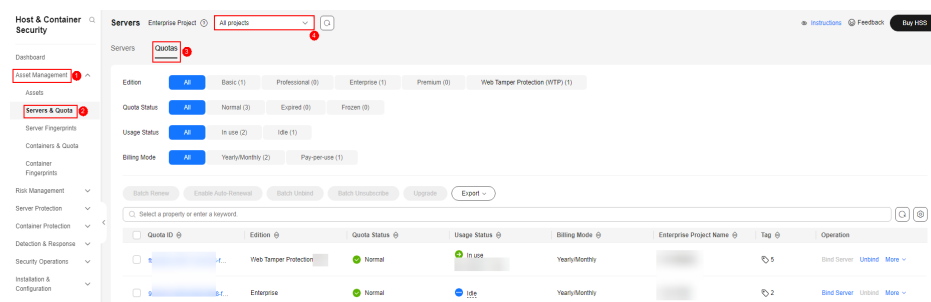 Host & Container Security
Servers Enterprise Project All projects
4
Instructions Feedback Buy HSS
Dashboard
Asset Management 1
Assets
Servers & Quota 2
Server Fingerprints
Containers & Quota
Container Fingerprints
Risk Management
Server Protection
Container Protection
Detection & Response
Security Operations
Installation & Configuration
Servers Quotas 3
Edition All Basic (1) Professional (0) Enterprise (1) Premium (0) Web Tamper Protection (WTP) (1)
Quota Status All Normal (3) Expired (0) Frozen (0)
Usage Status All In use (2) Idle (1)
Billing Mode All Yearly/Monthly (2) Pay-per-use (1)
Batch Renew Enable Auto-Renewal Batch Unbind Batch Unsubscribe Upgrade Export
Select a property or enter a keyword.
Quota ID Edition Quota Status Usage Status Billing Mode Enterprise Project Name Tag Operation
Web Tamper Protection Normal In use Yearly/Monthly 5 Bind Server Unbind More
Enterprise Normal Idle Yearly/Monthly 2 Bind Server Unbind More